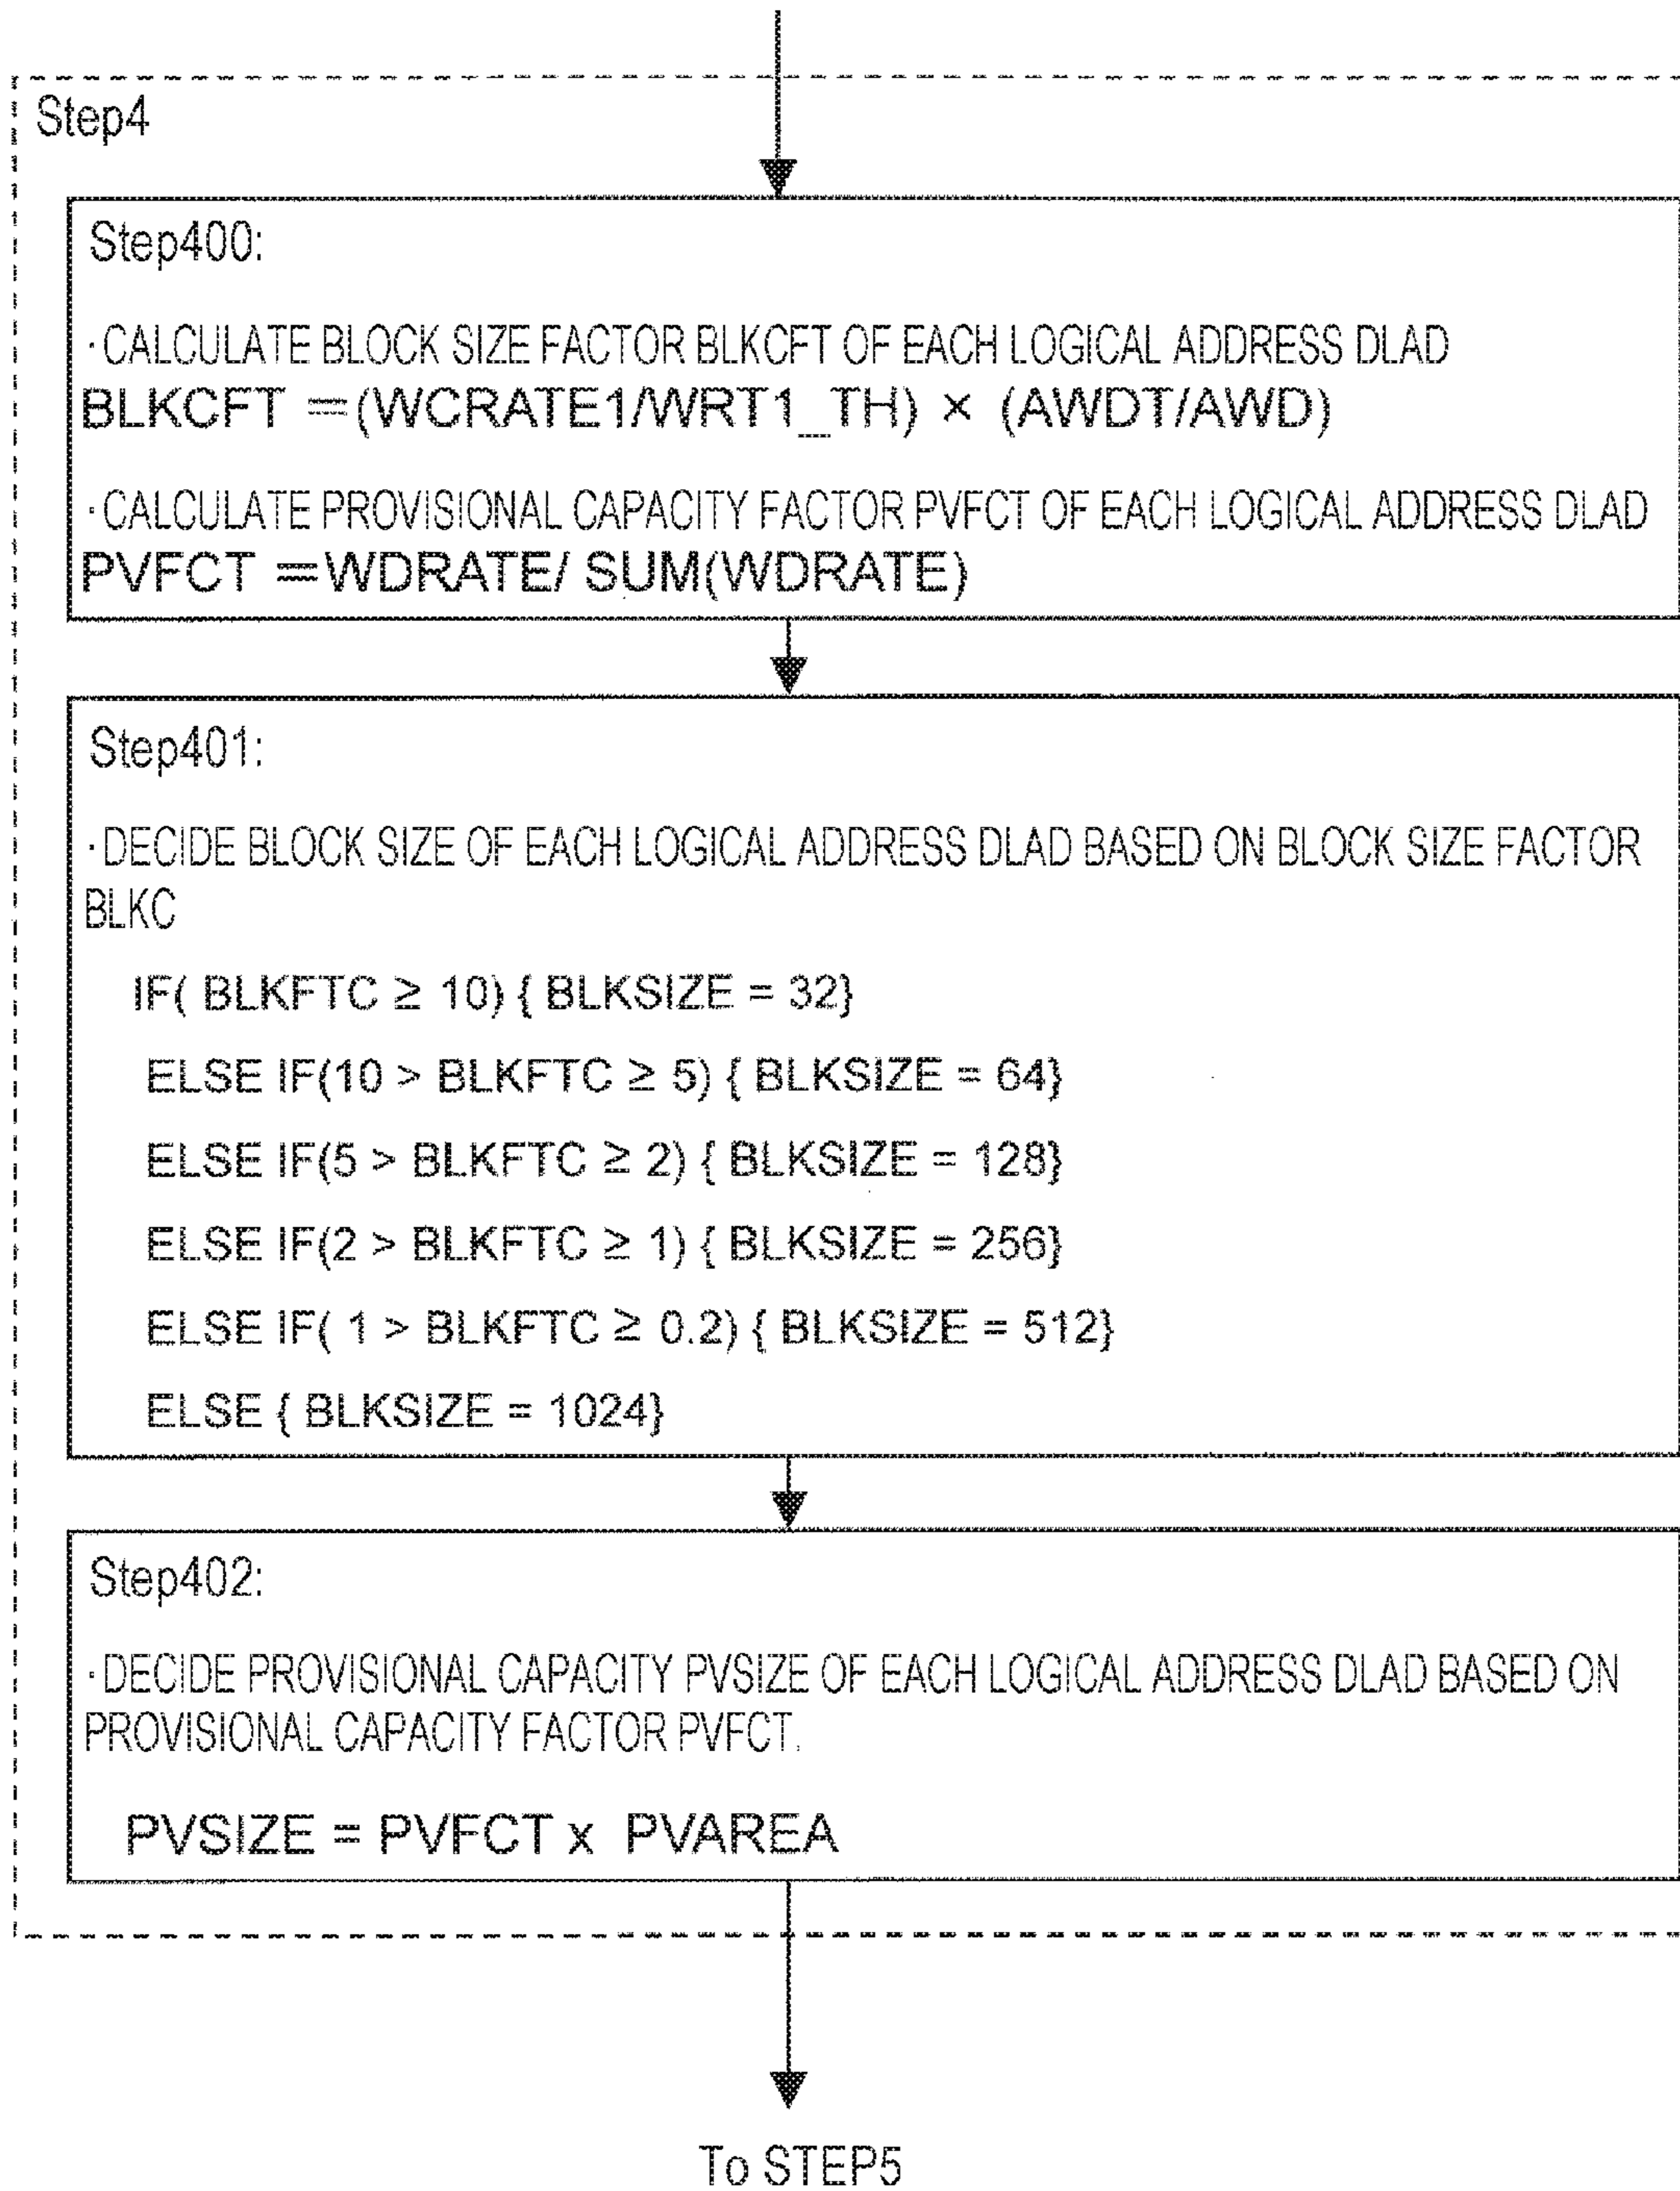 Step4
Step400:
· CALCULATE BLOCK SIZE FACTOR BLKCFT OF EACH LOGICAL ADDRESS DLAD
BLKCFT =(WCRATE1/WRT1_TH) × (AWDT/AWD)
· CALCULATE PROVISIONAL CAPACITY FACTOR PVFCT OF EACH LOGICAL ADDRESS DLAD
PVFCT =WDRATE/ SUM(WDRATE)
Step401:
· DECIDE BLOCK SIZE OF EACH LOGICAL ADDRESS DLAD BASED ON BLOCK SIZE FACTOR
BLKC
IF( BLKFTC ≥ 10) { BLKSIZE = 32}
ELSE IF(10 > BLKFTC ≥ 5) { BLKSIZE = 64}
ELSE IF(5 > BLKFTC ≥ 2) { BLKSIZE = 128}
ELSE IF(2 > BLKFTC ≥ 1) { BLKSIZE = 256}
ELSE IF( 1 > BLKFTC ≥ 0.2) { BLKSIZE = 512}
ELSE { BLKSIZE = 1024}
Step402:
· DECIDE PROVISIONAL CAPACITY PVSIZE OF EACH LOGICAL ADDRESS DLAD BASED ON
PROVISIONAL CAPACITY FACTOR PVFCT.
PVSIZE = PVFCT x PVAREA
To STEP5